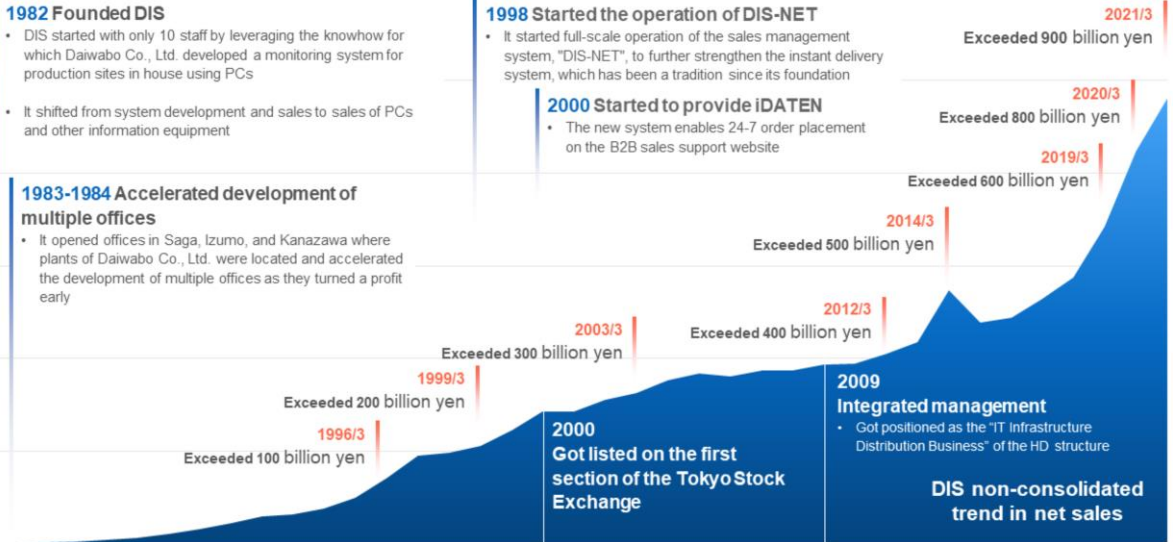 1982 Founded DIS
• DIS started with only 10 staff by leveraging the knowhow for
which Daiwabo Co., Ltd. developed a monitoring system for
production sites in house using PCs
• It shifted from system development and sales to sales of PCs
and other information equipment
1983-1984 Accelerated development of
multiple offices
• It opened offices in Saga, Izumo, and Kanazawa where
plants of Daiwabo Co., Ltd. were located and accelerated
the development of multiple offices as they turned a profit
early
1998 Started the operation of DIS-NET
• It started full-scale operation of the sales management
system, "DIS-NET", to further strengthen the instant delivery
system, which has been a tradition since its foundation
2000 Started to provide iDATEN
• The new system enables 24-7 order placement
on the B2B sales support website
2021/3
Exceeded 900 billion yen
2020/3
Exceeded 800 billion yen
2019/3
Exceeded 600 billion yen
2014/3
Exceeded 500 billion yen
2012/3
Exceeded 400 billion yen
2003/3
Exceeded 300 billion yen
1999/3
Exceeded 200 billion yen
1996/3
Exceeded 100 billion yen
2000
Got listed on the first
section of the Tokyo Stock
Exchange
2009
Integrated management
• Got positioned as the "IT Infrastructure
Distribution Business" of the HD structure
DIS non-consolidated
trend in net sales